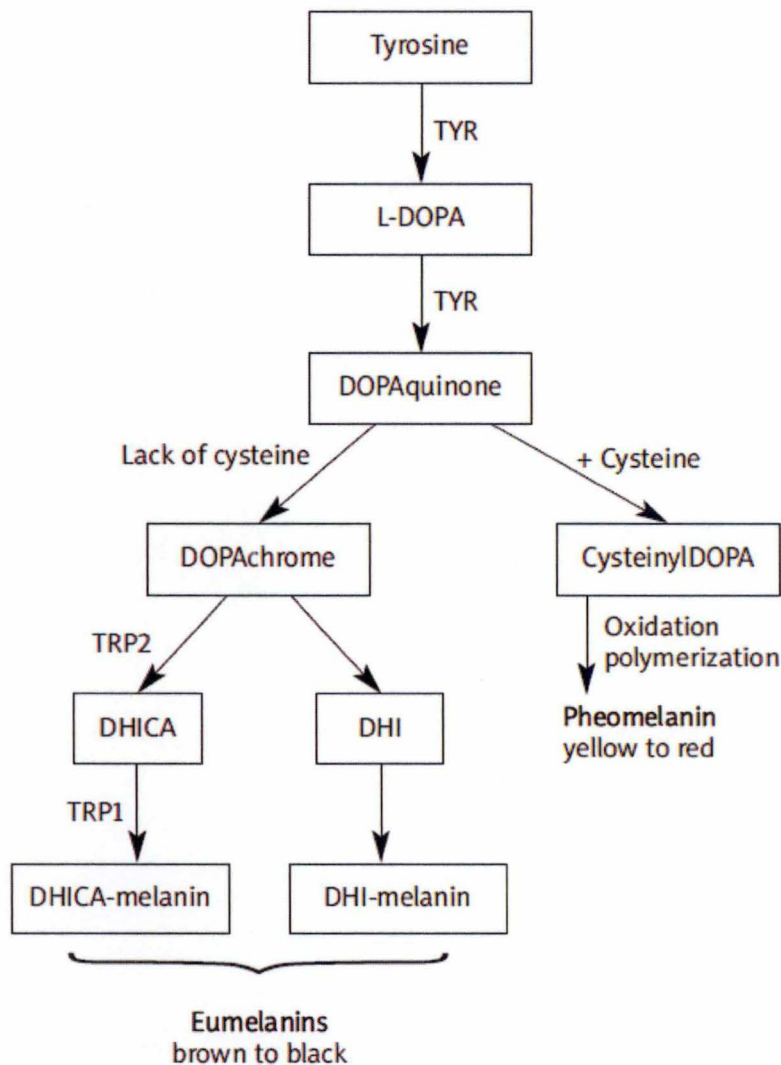 Tyrosine
TYR
L-DOPA
TYR
DOPAquinone
Lack of cysteine
+ Cysteine
DOPAchrome
CysteinylDOPA
TRP2
Oxidation
polymerization
DHICA
DHI
Pheomelanin
yellow to red
TRP1
DHICA-melanin
DHI-melanin
Eumelanins
brown to black